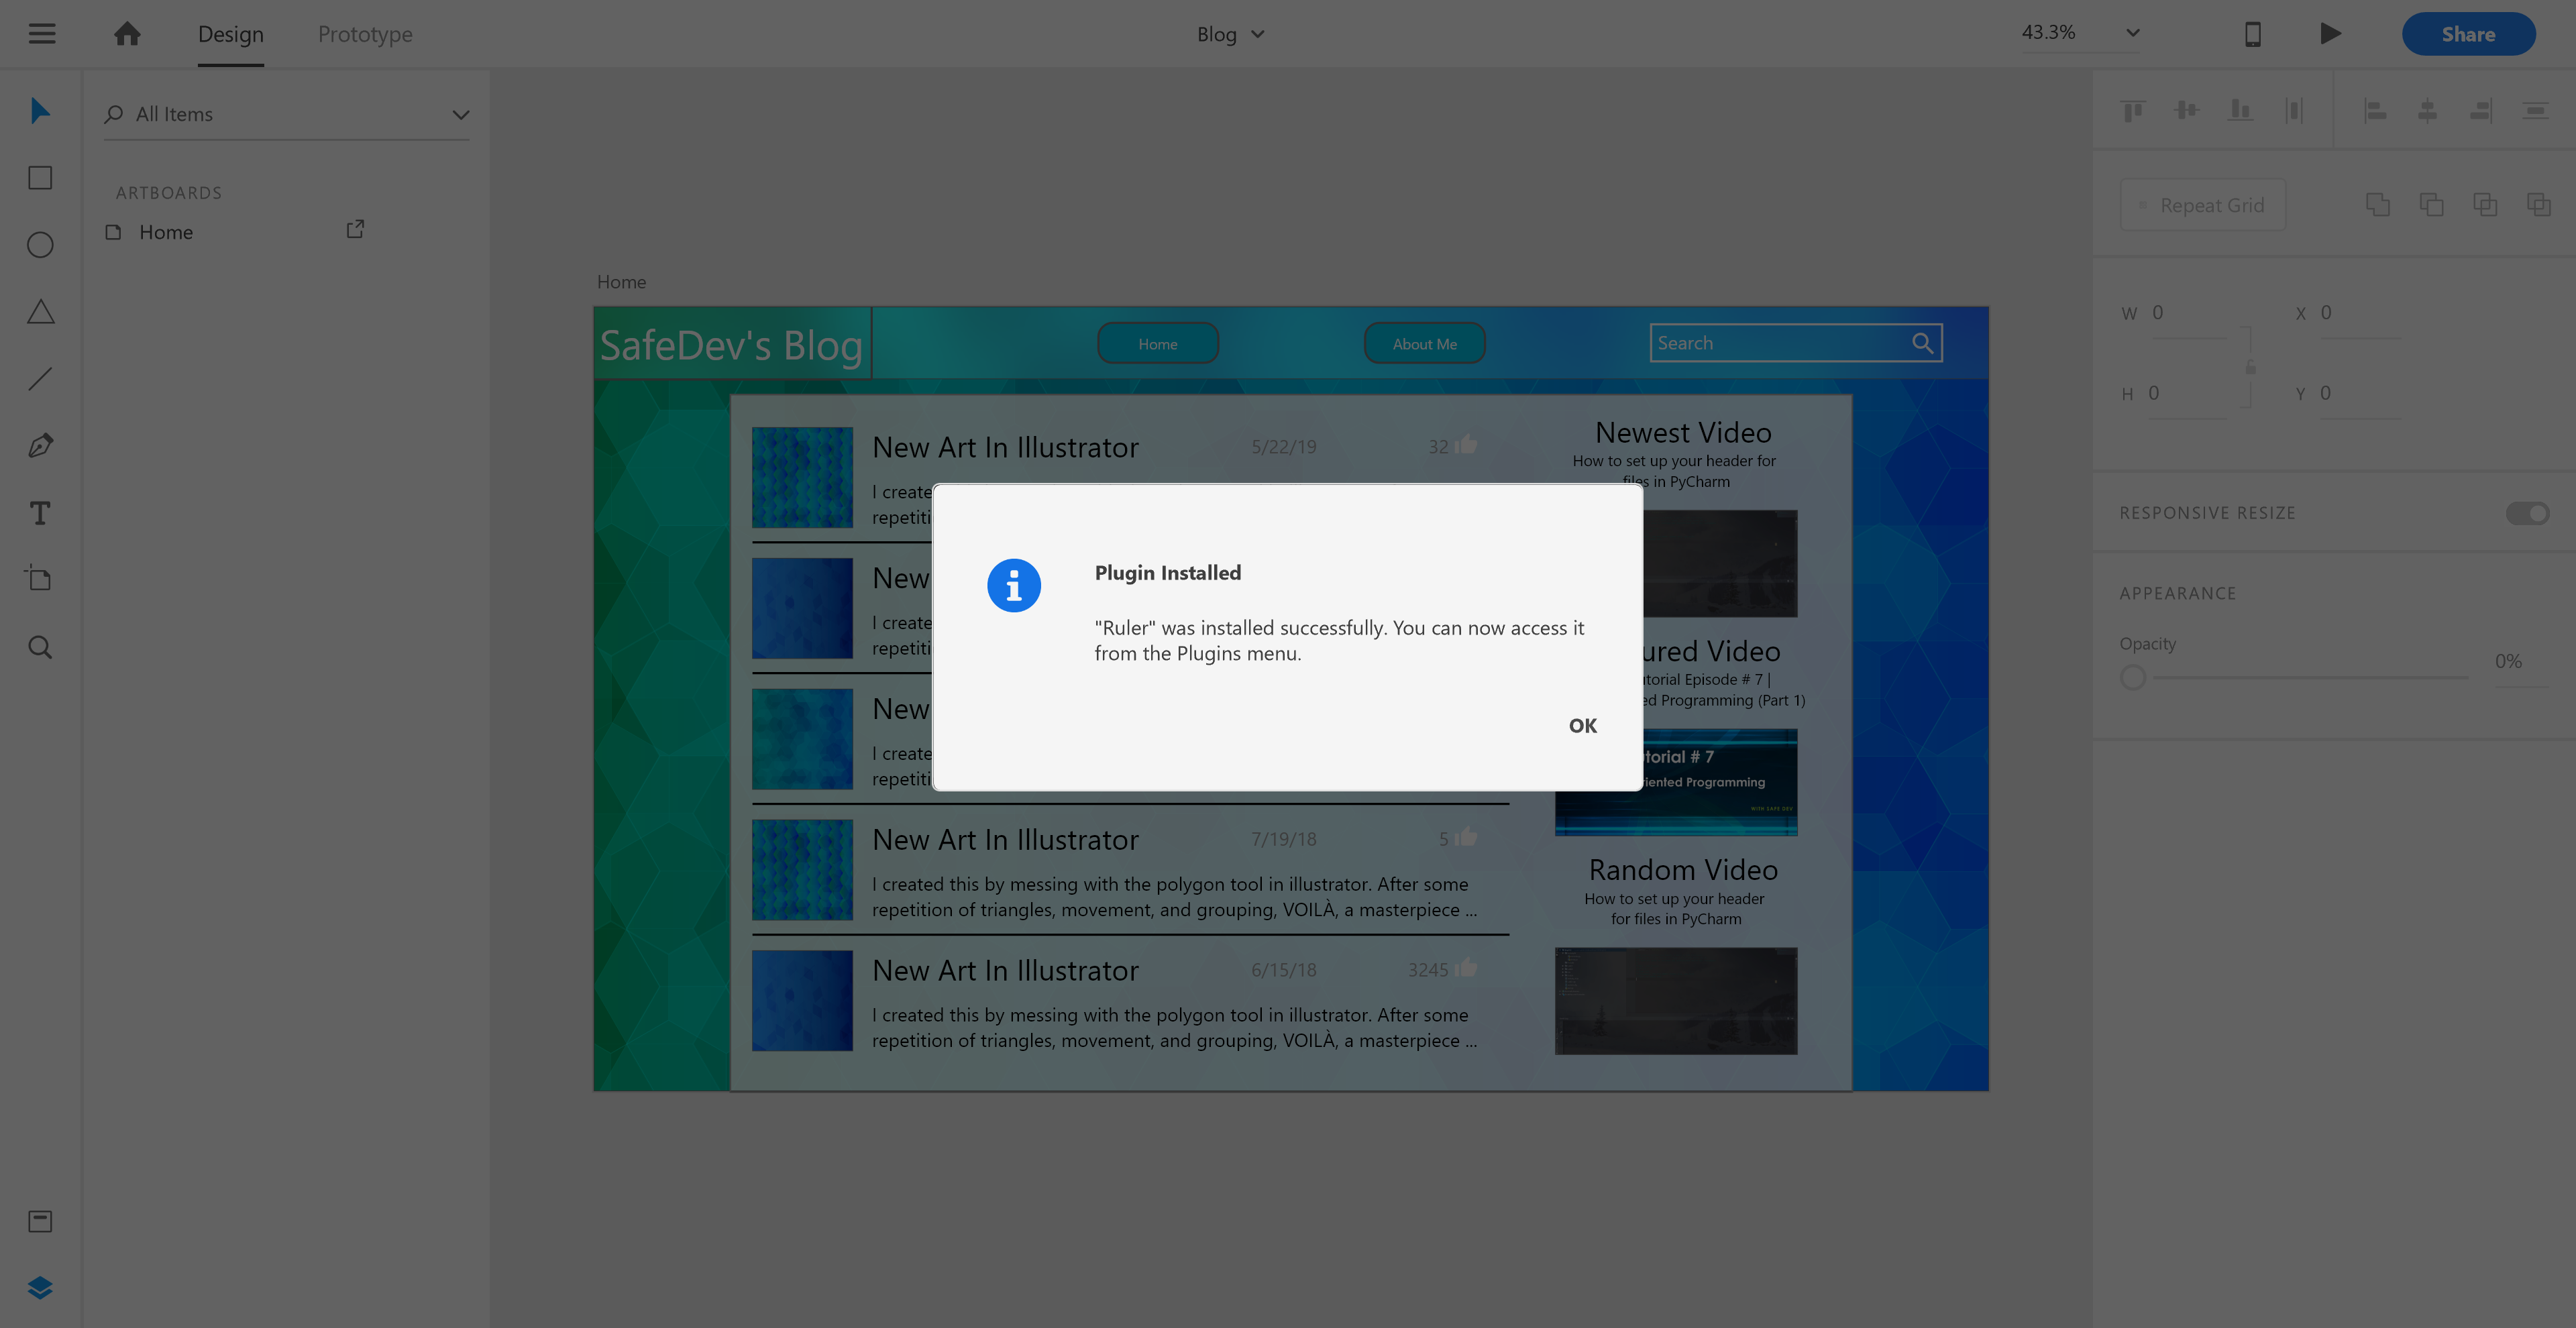 Design
Prototype
Blog
43.3%
Share
All Items
ARTBOARDS
Home
Home
SafeDev's Blog
Home
About Me
Search
New Art In Illustrator
5/22/19
32
I create
repetiti
New
I create
repetiti
New
I create
repetiti
New Art In Illustrator
7/19/18
5
I created this by messing with the polygon tool in illustrator. After some
repetition of triangles, movement, and grouping, VOILÀ, a masterpiece ...
New Art In Illustrator
6/15/18
3245
I created this by messing with the polygon tool in illustrator. After some
repetition of triangles, movement, and grouping, VOILÀ, a masterpiece ...
Newest Video
How to set up your header for
files in PyCharm
ured Video
utorial Episode # 7 |
ed Programming (Part 1)
torial # 7
iented Programming
WITH SAFE DEV
Random Video
How to set up your header
for files in PyCharm
Plugin Installed
"Ruler" was installed successfully. You can now access it
from the Plugins menu.
OK
Repeat Grid
W 0
X 0
H 0
Y 0
RESPONSIVE RESIZE
APPEARANCE
Opacity
0%